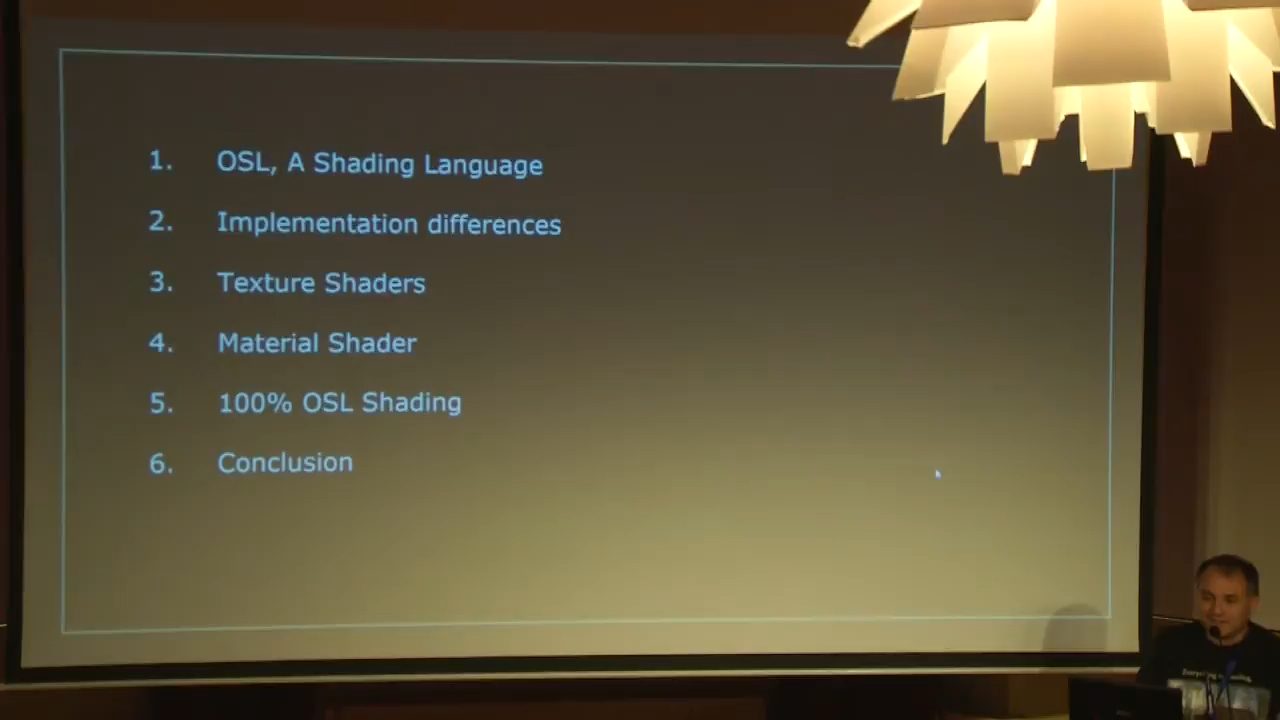 1. OSL, A Shading Language
2. Implementation differences
3. Texture Shaders
4. Material Shader
5. 100% OSL Shading
6. Conclusion